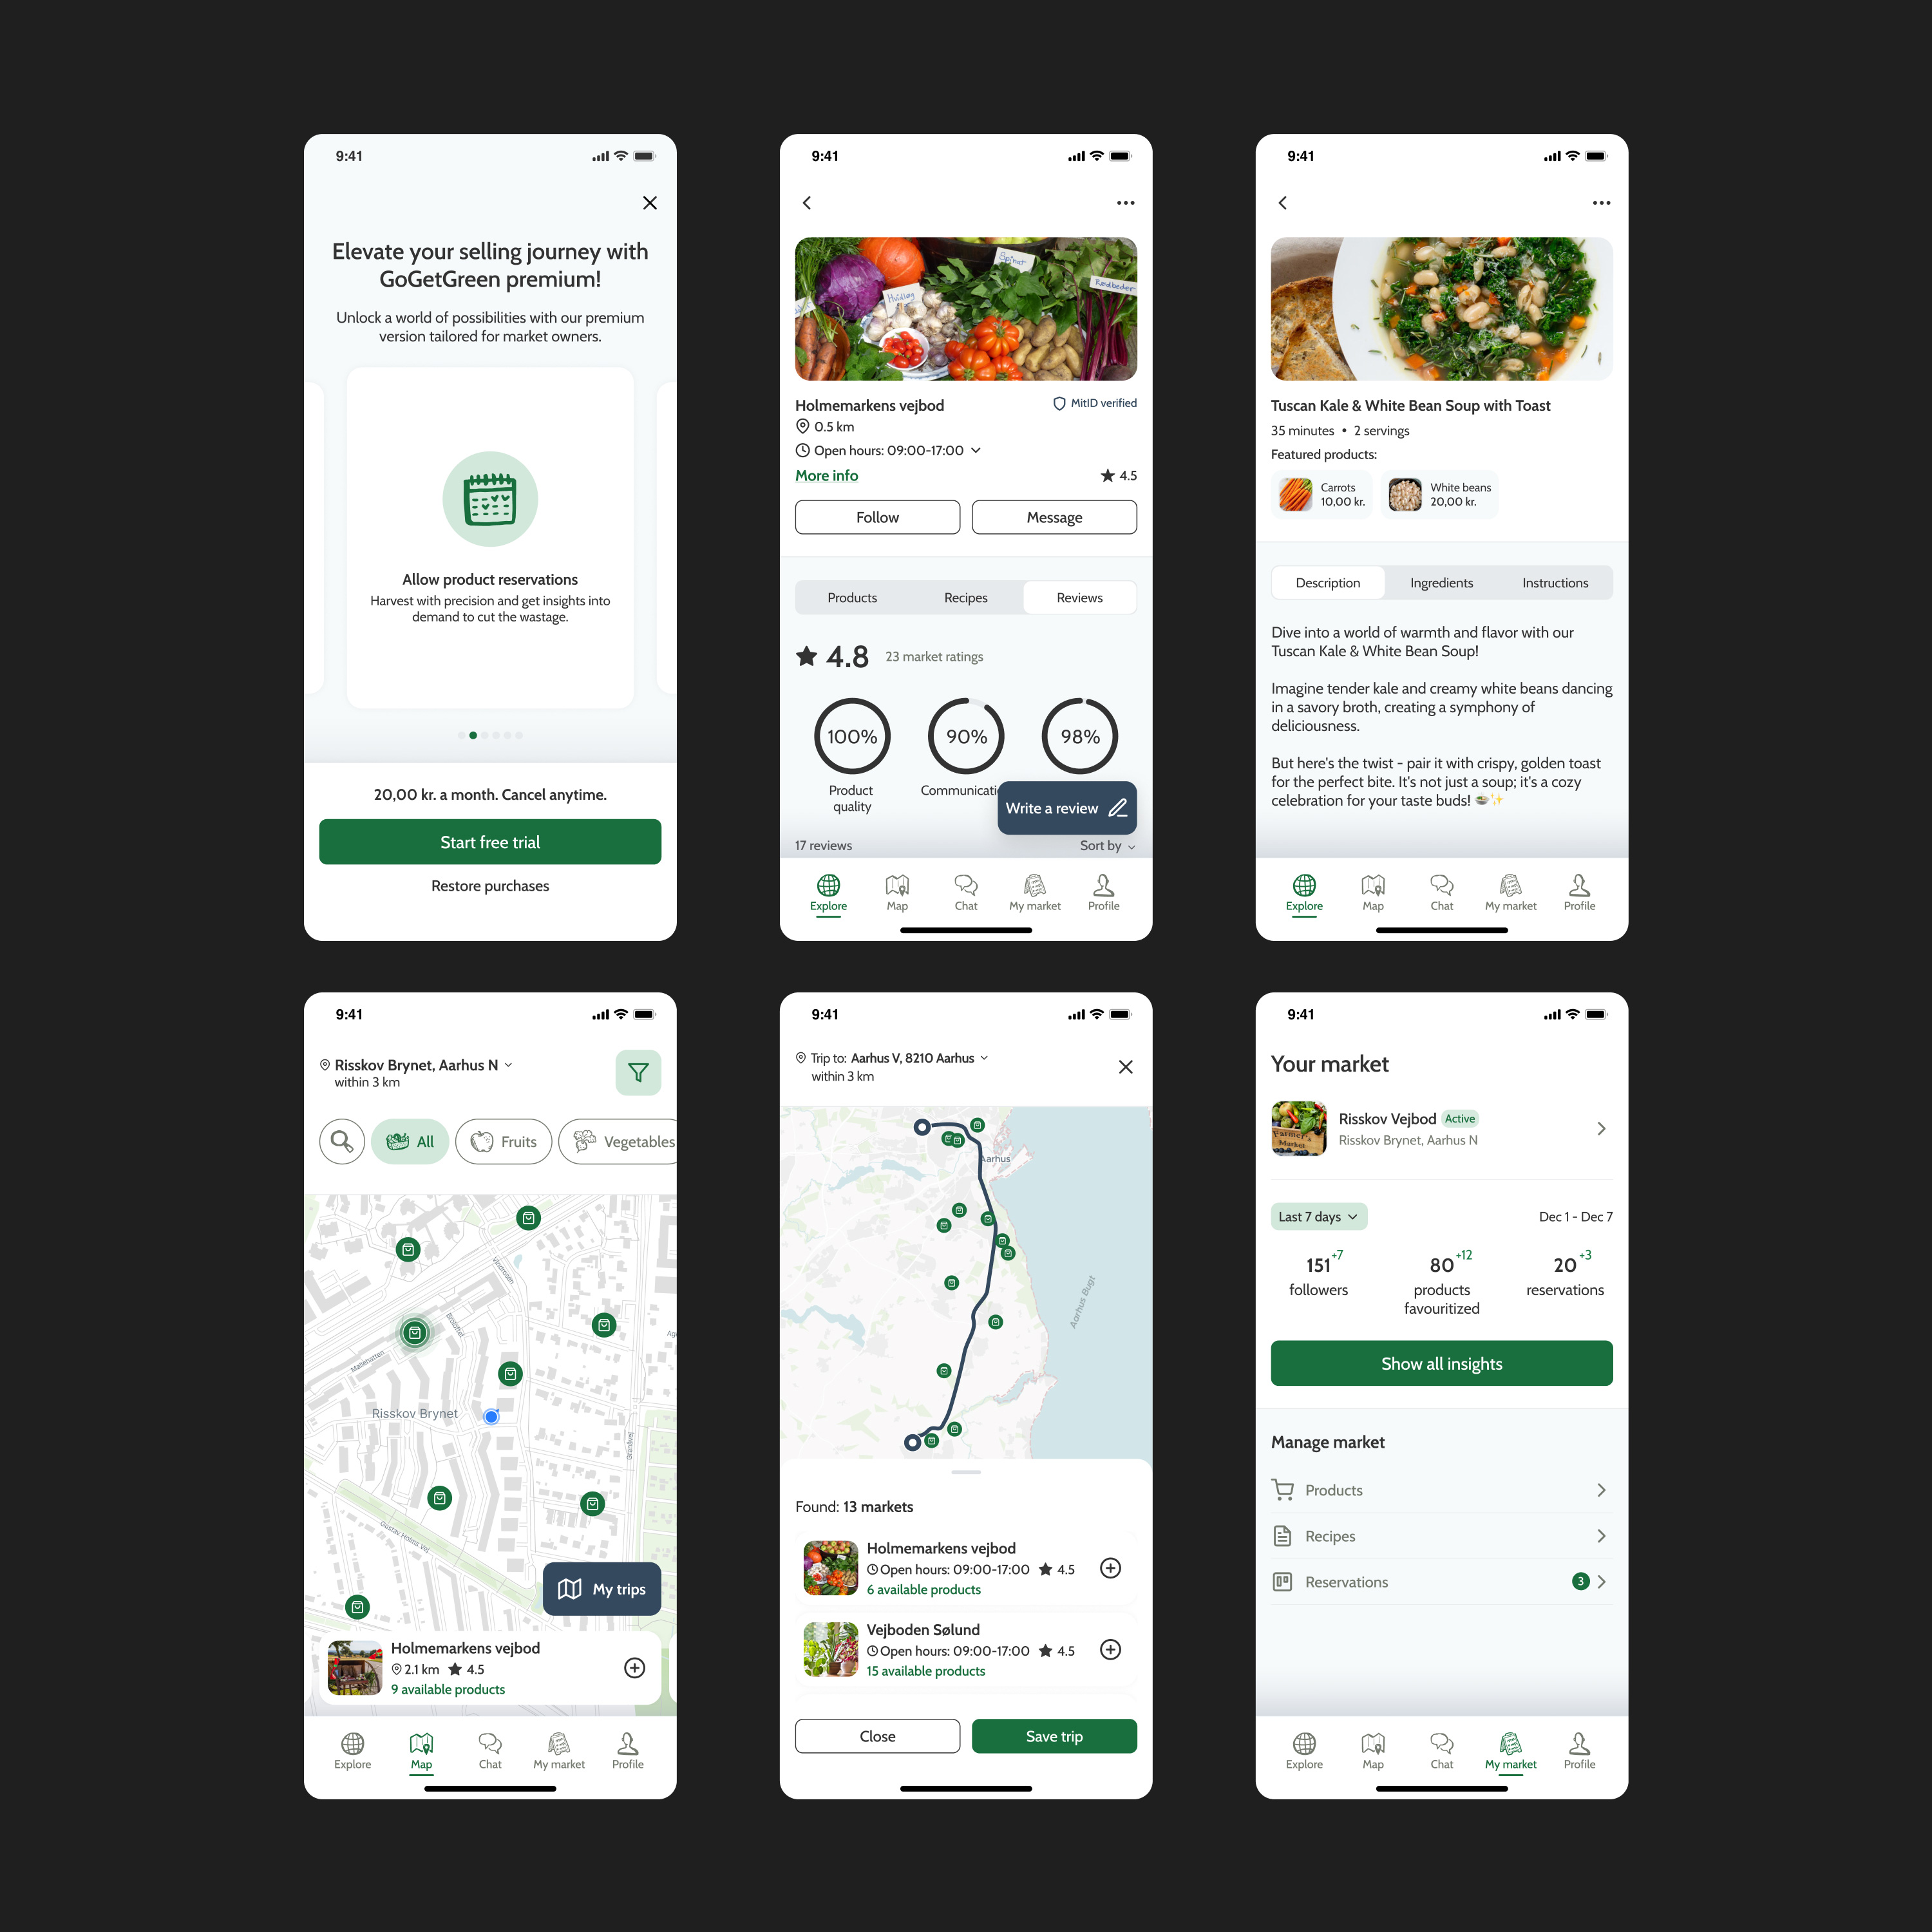 9:41
Elevate your selling journey with
GoGetGreen premium!
Unlock a world of possibilities with our premium
version tailored for market owners.
Allow product reservations
Harvest with precision and get insights into
demand to cut the wastage.
20,00 kr. a month. Cancel anytime.
Start free trial
Restore purchases
9:41
Spinat
Hvidløg
Rødbeder
Holmemarkens vejbod
MitID verified
0.5 km
Open hours: 09:00-17:00
More info
4.5
Follow
Message
Products
Recipes
Reviews
4.8
23 market ratings
100%
90%
98%
Product
quality
Communicati
Write a review
17 reviews
Sort by
Explore
Map
Chat
My market
Profile
9:41
Tuscan Kale & White Bean Soup with Toast
35 minutes • 2 servings
Featured products:
Carrots
10,00 kr.
White beans
20,00 kr.
Description
Ingredients
Instructions
Dive into a world of warmth and flavor with our
Tuscan Kale & White Bean Soup!
Imagine tender kale and creamy white beans dancing
in a savory broth, creating a symphony of
deliciousness.
But here's the twist - pair it with crispy, golden toast
for the perfect bite. It's not just a soup; it's a cozy
celebration for your taste buds! 🍲✨
Explore
Map
Chat
My market
Profile
9:41
Risskov Brynet, Aarhus N
within 3 km
All
Fruits
Vegetables
Risskov Brynet
Gustav Holms Vej
My trips
Holmemarkens vejbod
2.1 km
4.5
9 available products
Explore
Map
Chat
My market
Profile
9:41
Trip to: Aarhus V, 8210 Aarhus
within 3 km
Aarhus
Aarhus Bugt
Found: 13 markets
Holmemarkens vejbod
Open hours: 09:00-17:00
4.5
6 available products
Vejboden Sølund
Open hours: 09:00-17:00
4.5
15 available products
Close
Save trip
9:41
Your market
Farmer's
Market
Risskov Vejbod
Active
Risskov Brynet, Aarhus N
Last 7 days
Dec 1 - Dec 7
151 +7
followers
80 +12
products
favouritized
20 +3
reservations
Show all insights
Manage market
Products
Recipes
Reservations
3
Explore
Map
Chat
My market
Profile